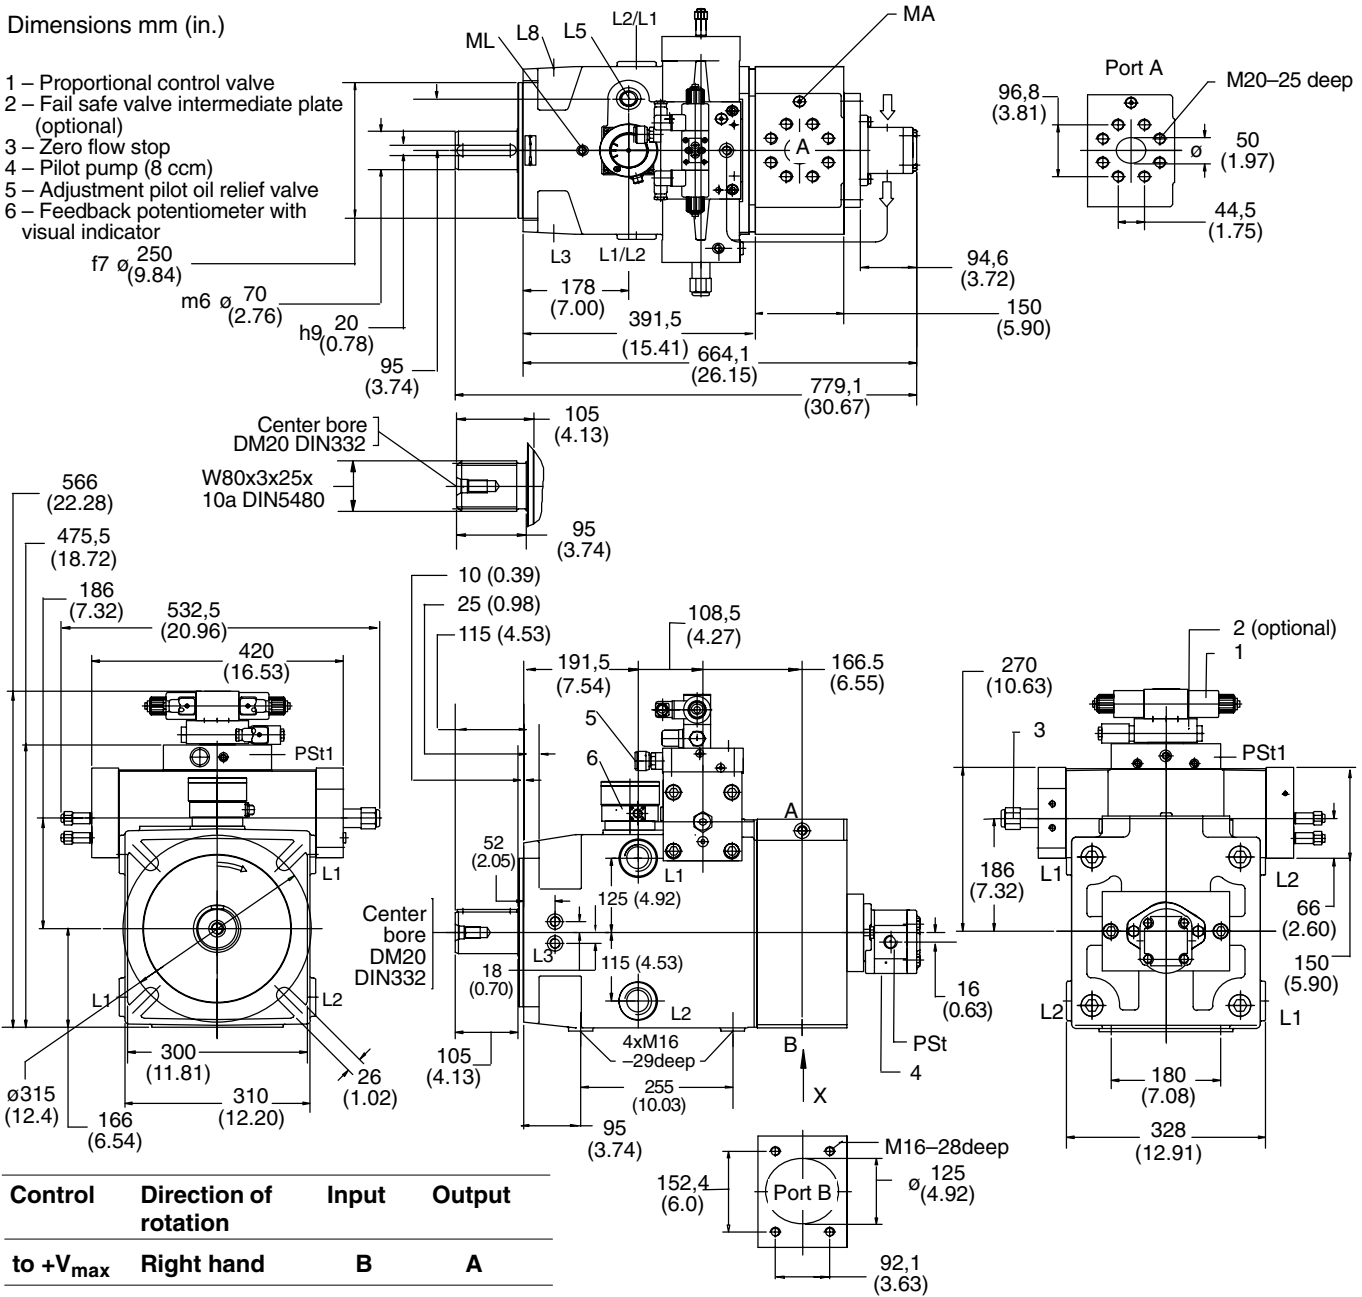 Dimensions mm (in.)
1 – Proportional control valve
2 – Fail safe valve intermediate plate
(optional)
3 – Zero flow stop
4 – Pilot pump (8 ccm)
5 – Adjustment pilot oil relief valve
6 – Feedback potentiometer with
visual indicator
ML
L8
L5
L2/L1
MA
A
L3
L1/L2
Port A
M20–25 deep
96,8
(3.81)
ø 50
(1.97)
44,5
(1.75)
f7 ø 250
(9.84)
m6 ø 70
(2.76)
h9 20
(0.78)
95
(3.74)
178
(7.00)
391,5
(15.41)
664,1
(26.15)
779,1
(30.67)
94,6
(3.72)
150
(5.90)
Center bore
DM20 DIN332
W80x3x25x
10a DIN5480
105
(4.13)
95
(3.74)
566
(22.28)
475,5
(18.72)
186
(7.32)
532,5
(20.96)
420
(16.53)
PSt1
L1
L1
L2
300
(11.81)
310
(12.20)
ø315
(12.4)
166
(6.54)
26
(1.02)
10 (0.39)
25 (0.98)
115 (4.53)
191,5
(7.54)
108,5
(4.27)
166.5
(6.55)
5
6
A
52
(2.05)
L1
125 (4.92)
Center
bore
DM20
DIN332
L3
18
(0.70)
115 (4.53)
L2
105
(4.13)
4xM16
–29deep
255
(10.03)
95
(3.74)
B
X
16
(0.63)
PSt
4
2 (optional)
1
270
(10.63)
3
PSt1
186
(7.32)
L1
L2
66
(2.60)
150
(5.90)
L2
L1
180
(7.08)
328
(12.91)
M16–28deep
152,4
(6.0)
Port B
ø 125
(4.92)
92,1
(3.63)
Control Direction of rotation Input Output
to +Vmax Right hand B A